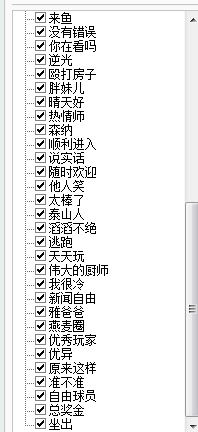 来鱼
没有错误
你在看吗
逆光
殴打房子
胖妹儿
晴天好
热情师
森纳
顺利进入
说实话
随时欢迎
他人笑
太棒了
泰山人
滔滔不绝
逃跑
天天玩
伟大的厨师
我很冷
新闻自由
雅爸爸
燕麦圈
优秀玩家
优异
原来这样
准不准
自由球员
总奖金
坐出